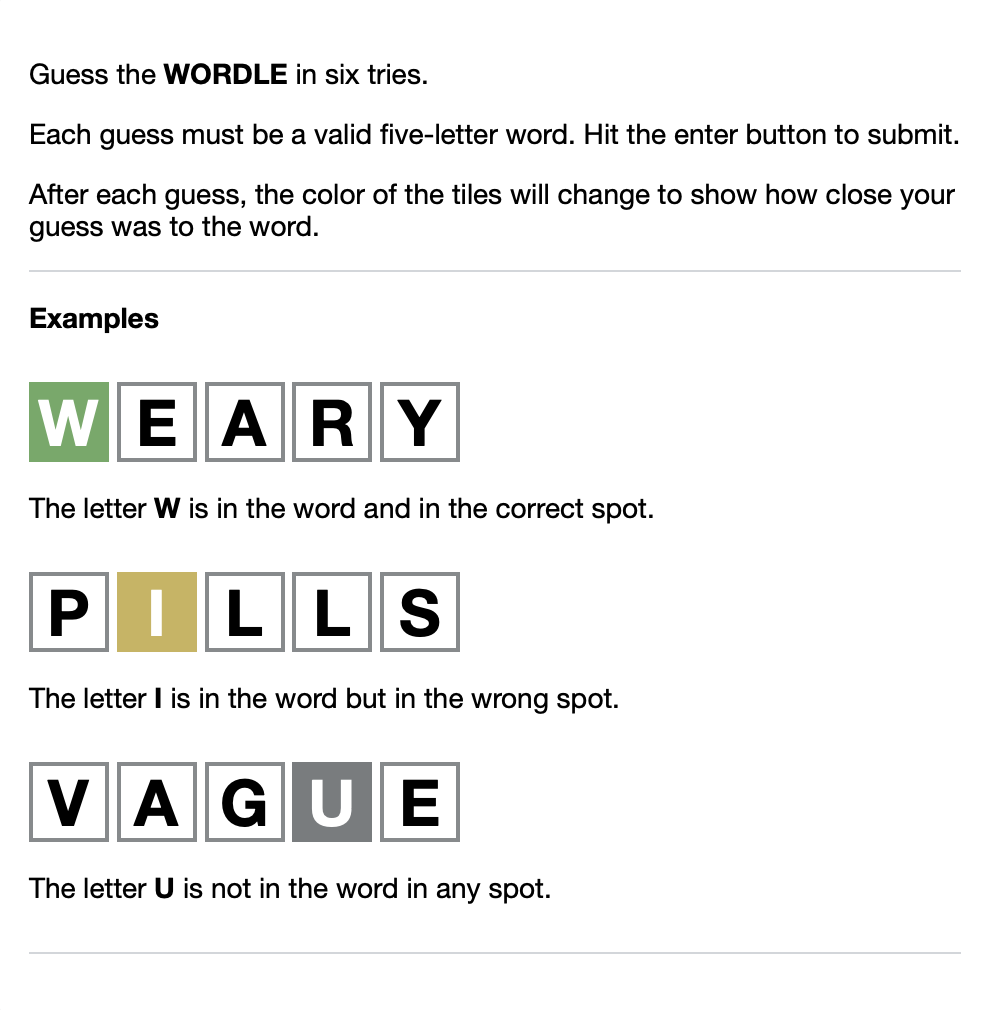 Guess the WORDLE in six tries.
Each guess must be a valid five-letter word. Hit the enter button to submit.
After each guess, the color of the tiles will change to show how close your
guess was to the word.
Examples
W E A R Y
The letter W is in the word and in the correct spot.
P I L L S
The letter I is in the word but in the wrong spot.
V A G U E
The letter U is not in the word in any spot.